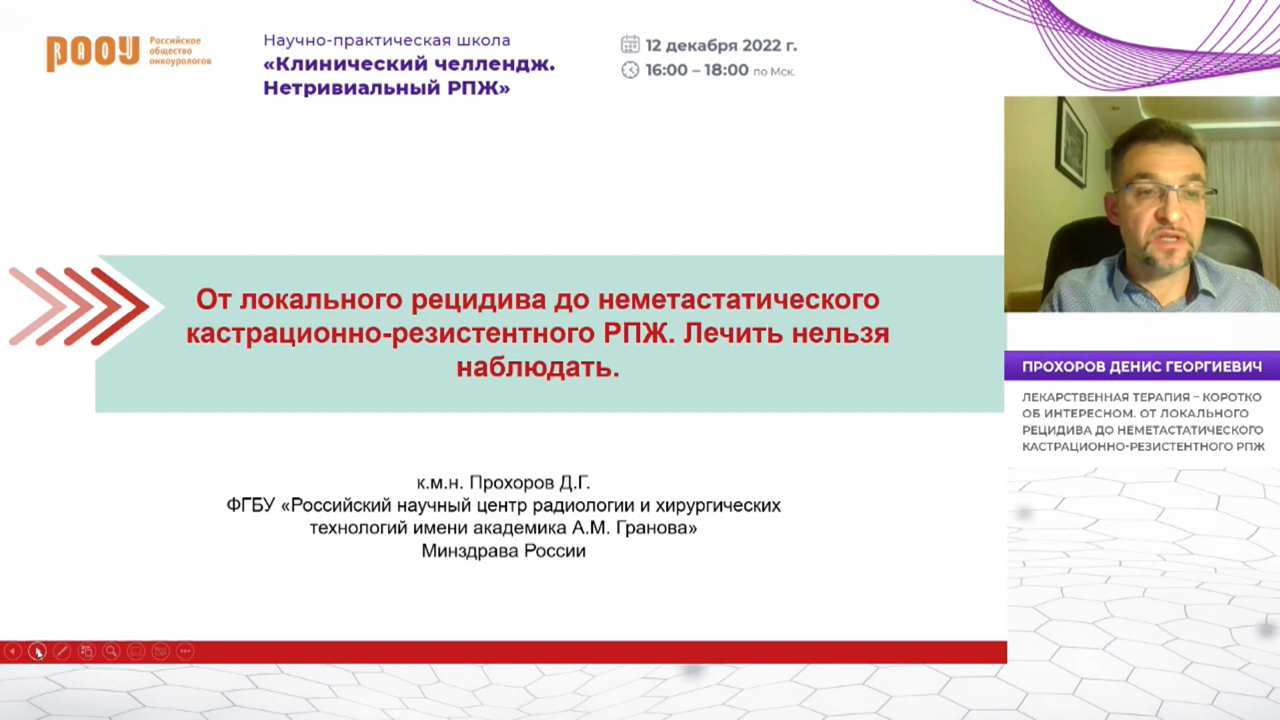 РАОУ
Российское
общество
онкоурологов
Научно-практическая школа
«Клинический челлендж.
Нетривиальный РПЖ»
12 декабря 2022 г.
16:00 – 18:00 по Мск.
От локального рецидива до неметастатического
кастрационно-резистентного РПЖ. Лечить нельзя
наблюдать.
к.м.н. Прохоров Д.Г.
ФГБУ «Российский научный центр радиологии и хирургических
технологий имени академика А.М. Гранова»
Минздрава России
ПРОХОРОВ ДЕНИС ГЕОРГИЕВИЧ
ЛЕКАРСТВЕННАЯ ТЕРАПИЯ – КОРОТКО
ОБ ИНТЕРЕСНОМ. ОТ ЛОКАЛЬНОГО
РЕЦИДИВА ДО НЕМЕТАСТАТИЧЕСКОГО
КАСТРАЦИОННО-РЕЗИСТЕНТНОГО РПЖ